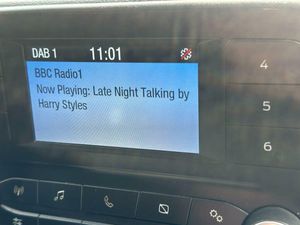 DAB 1 11:01
BBC Radio1
Now Playing: Late Night Talking by
Harry Styles
4
5
6